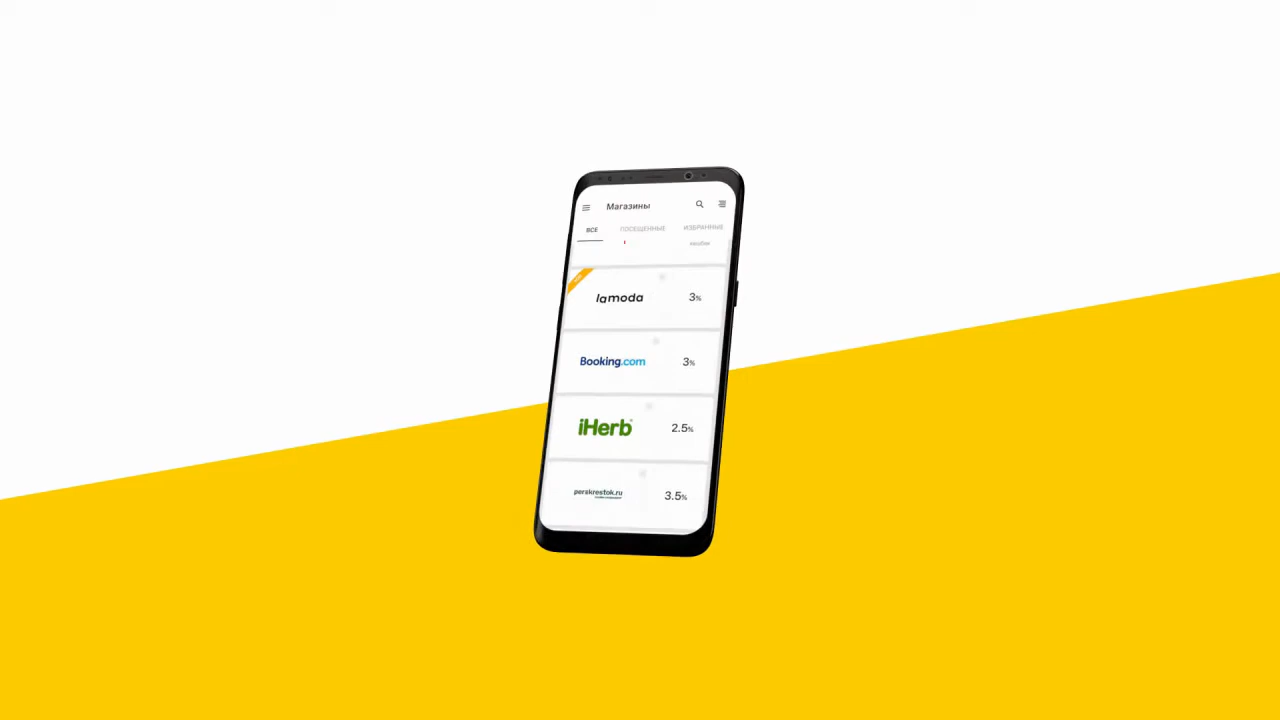 Магазины
ВСЕ ПОСЕЩЕННЫЕ ИЗБРАННЫЕ
lamoda 3%
Booking.com 3%
iHerb 2.5%
perekrestok.ru 3.5%